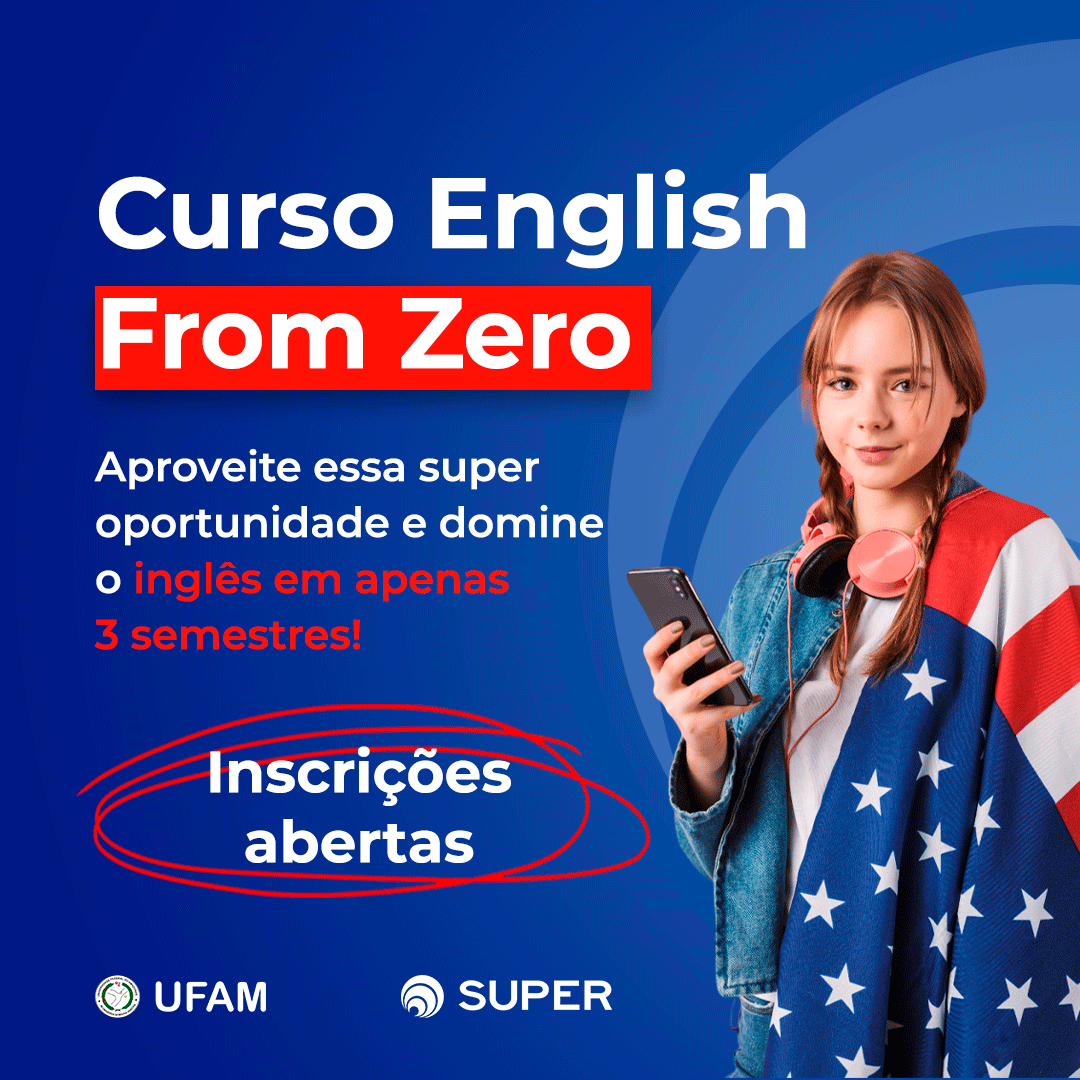 Curso English
From Zero
Aproveite essa super
oportunidade e domine
o inglês em apenas
3 semestres!
Inscrições
abertas
UFAM
SUPER